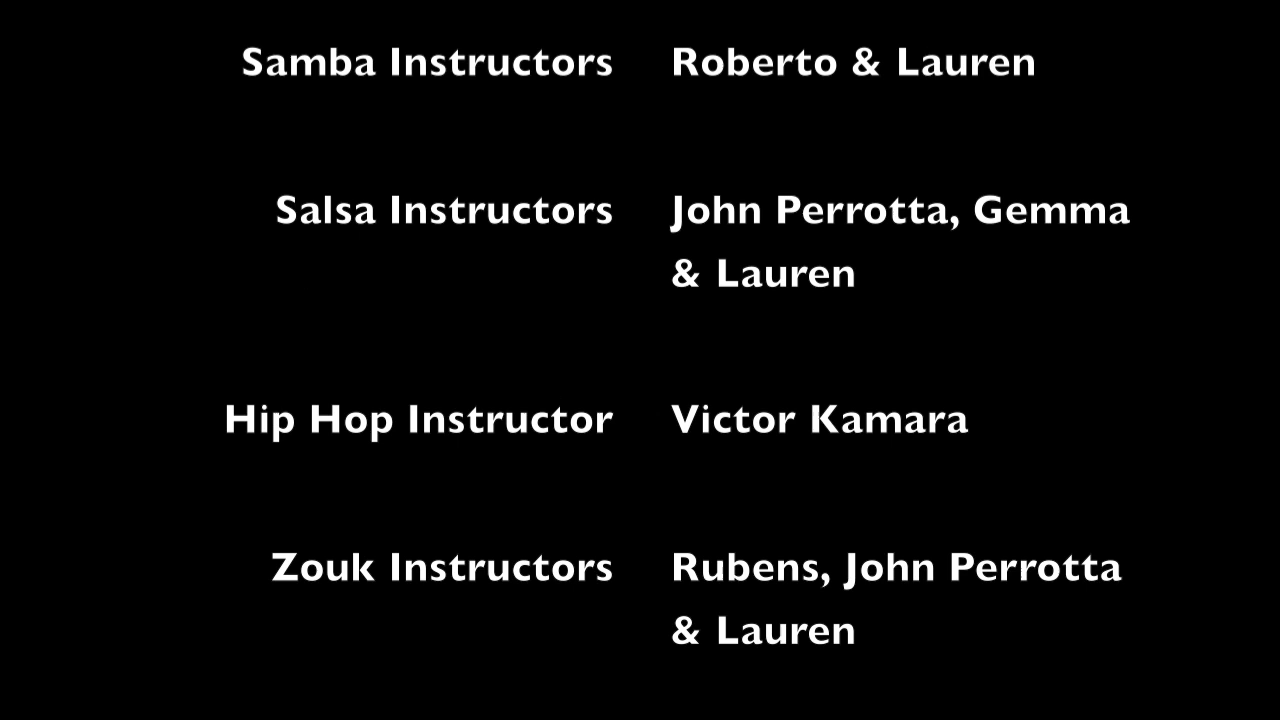 Samba Instructors Roberto & Lauren
Salsa Instructors John Perrotta, Gemma
& Lauren
Hip Hop Instructor Victor Kamara
Zouk Instructors Rubens, John Perrotta
& Lauren